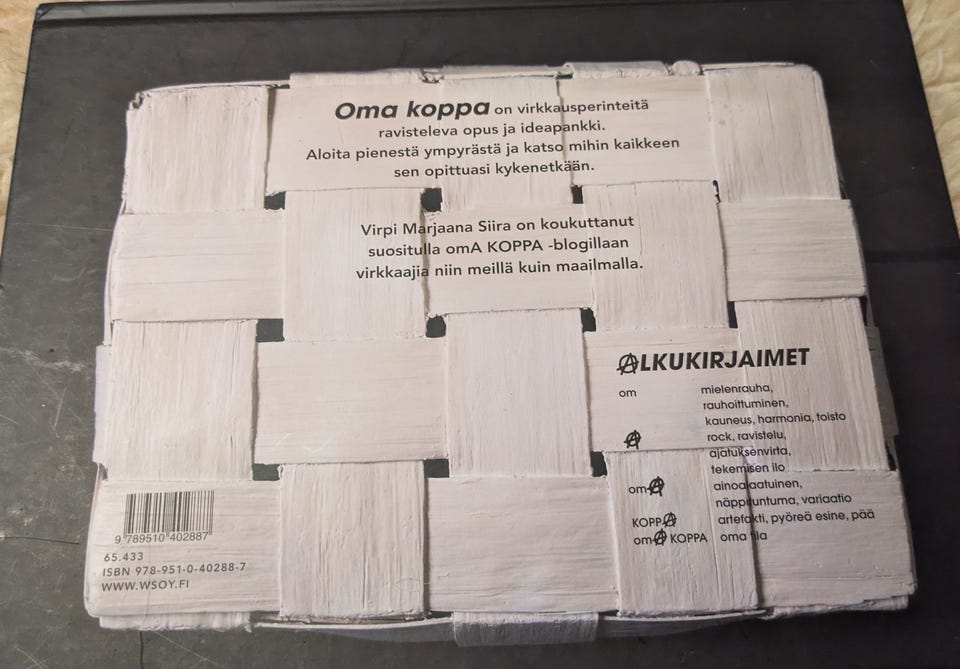 Oma koppa on virkkausperinteitä
ravisteleva opus ja ideapankki.
Aloita pienestä ympyrästä ja katso mihin kaikkeen
sen opittuasi kykenetkään.
Virpi Marjaana Siira on koukuttanut
suositulla omA KOPPA -blogillaan
virkkaajia niin meillä kuin maailmalla.
ALKUKIRJAIMET
om mielenrauha,
rauhoittuminen,
kauneus, harmonia, toisto
A rock, ravistelu,
ajatuksenvirta,
tekemisen ilo
om-A ainoalaatuinen,
näppituntuma, variaatio
KOPP-A artefakti, pyöreä esine, pää
omA KOPPA oma tila
9 789510 402887
65.433
ISBN 978-951-0-40288-7
WWW.WSOY.FI